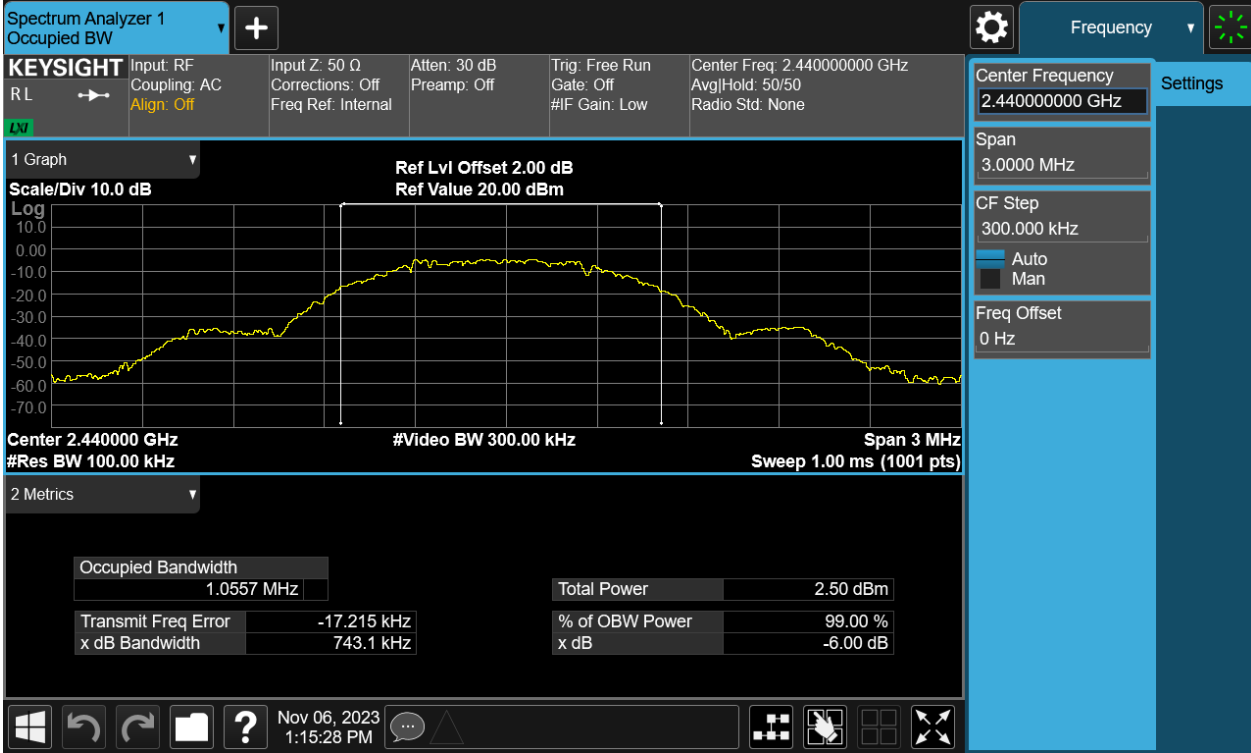 Spectrum Analyzer 1
Occupied BW
+
Frequency
KEYSIGHT
R L
LXI
Input: RF
Coupling: AC
Align: Off
Input Z: 50 Ω
Corrections: Off
Freq Ref: Internal
Atten: 30 dB
Preamp: Off
Trig: Free Run
Gate: Off
#IF Gain: Low
Center Freq: 2.440000000 GHz
Avg|Hold: 50/50
Radio Std: None
Center Frequency
2.440000000 GHz
Settings
Span
3.0000 MHz
CF Step
300.000 kHz
Auto
Man
Freq Offset
0 Hz
1 Graph
Ref Lvl Offset 2.00 dB
Scale/Div 10.0 dB
Ref Value 20.00 dBm
Log
10.0
0.00
-10.0
-20.0
-30.0
-40.0
-50.0
-60.0
-70.0
Center 2.440000 GHz
#Video BW 300.00 kHz
Span 3 MHz
#Res BW 100.00 kHz
Sweep 1.00 ms (1001 pts)
2 Metrics
Occupied Bandwidth
1.0557 MHz
Total Power 2.50 dBm
Transmit Freq Error -17.215 kHz
% of OBW Power 99.00 %
x dB Bandwidth 743.1 kHz
x dB -6.00 dB
?
Nov 06, 2023
1:15:28 PM